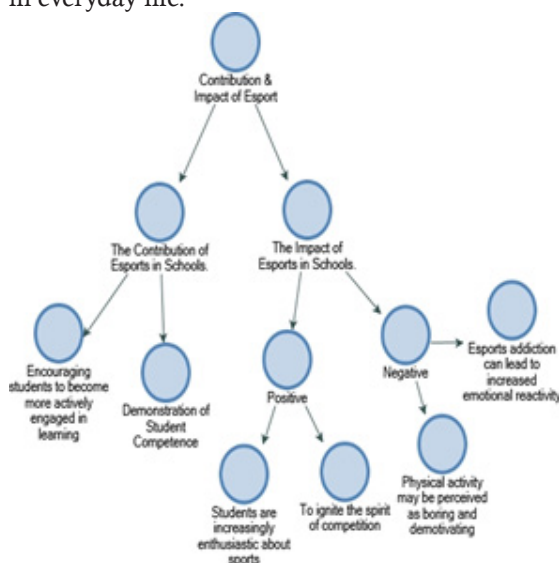 in everyday life.
Contribution &
Impact of Esport
The Contribution of
Esports in Schools.
The Impact of
Esports in Schools.
Encouraging
students to become
more actively
engaged in
learning
Demonstration of
Student
Competence
Positive
Negative
Esports addiction
can lead to
increased
emotional reactivity
Students are
increasingly
enthusiastic about
sports
To ignite the spirit
of competition
Physical activity
may be perceived
as boring and
demotivating